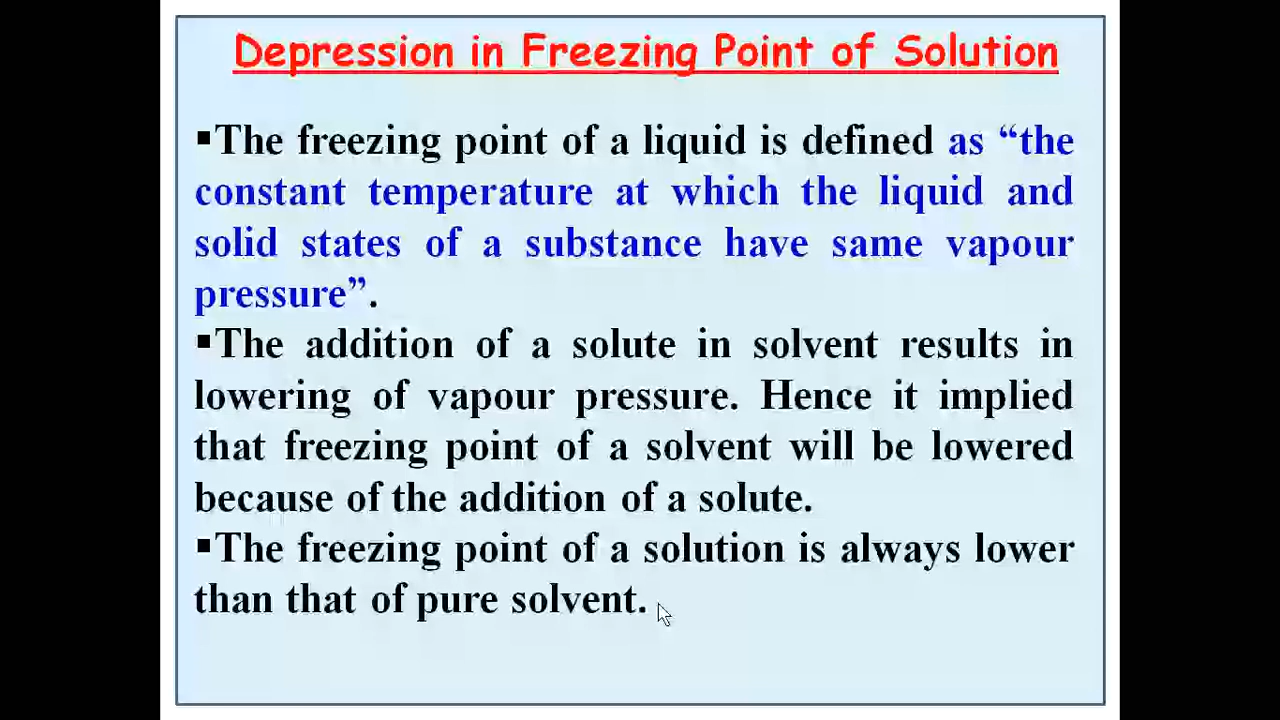 Depression in Freezing Point of Solution
▪The freezing point of a liquid is defined as “the
constant temperature at which the liquid and
solid states of a substance have same vapour
pressure”.
▪The addition of a solute in solvent results in
lowering of vapour pressure. Hence it implied
that freezing point of a solvent will be lowered
because of the addition of a solute.
▪The freezing point of a solution is always lower
than that of pure solvent.